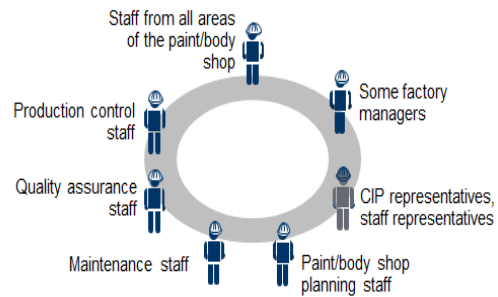 Staff from all areas
of the paint/body
shop
Some factory
managers
Production control
staff
Quality assurance
staff
CIP representatives,
staff representatives
Maintenance staff
Paint/body shop
planning staff